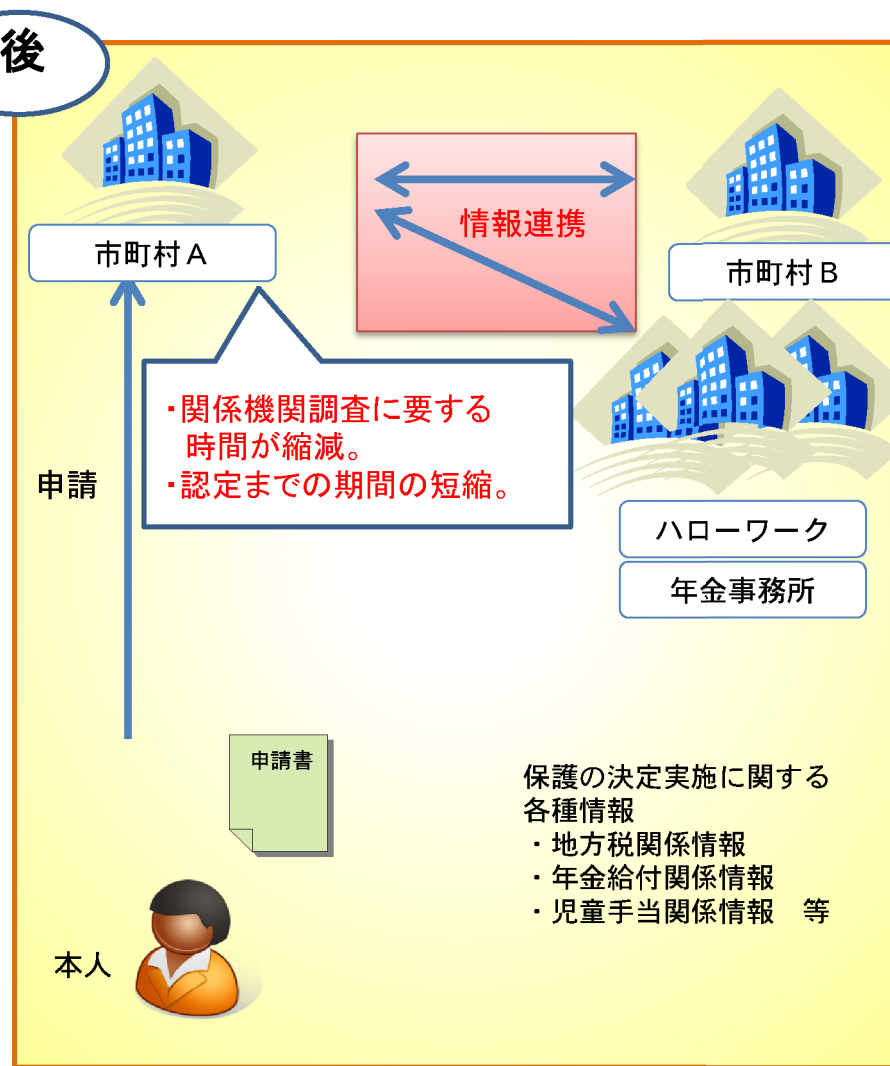 後
市町村A
情報連携
市町村B
・関係機関調査に要する
時間が縮減。
・認定までの期間の短縮。
申請
ハローワーク
年金事務所
申請書
保護の決定実施に関する
各種情報
・地方税関係情報
・年金給付関係情報
・児童手当関係情報　等
本人